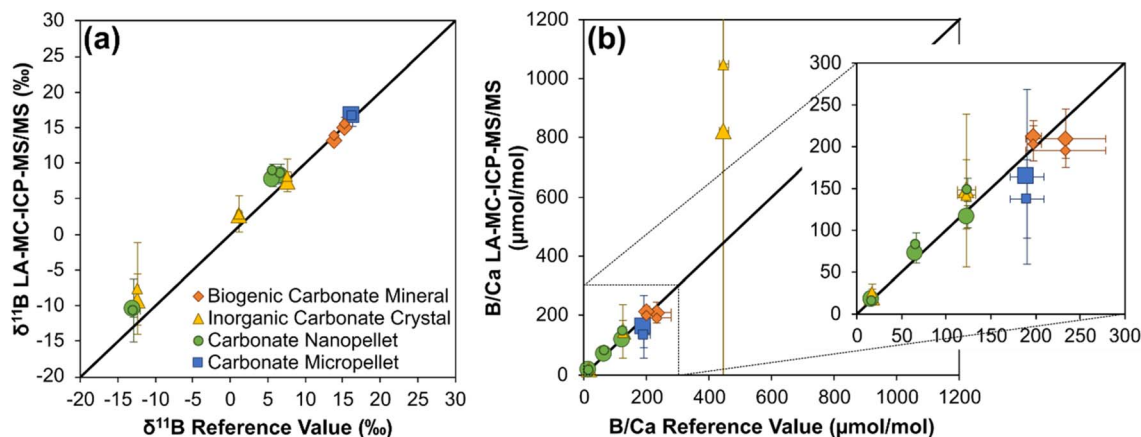 (a)
30
25
20
15
10
5
0
-5
-10
-15
-20
-20 -15 -10 -5 0 5 10 15 20 25 30
δ¹¹B LA-MC-ICP-MS/MS (‰)
δ¹¹B Reference Value (‰)
Biogenic Carbonate Mineral
Inorganic Carbonate Crystal
Carbonate Nanopellet
Carbonate Micropellet
(b)
1200
1000
800
600
400
200
0
0 200 400 600 800 1000 1200
B/Ca LA-MC-ICP-MS/MS
(µmol/mol)
B/Ca Reference Value (µmol/mol)
300
250
200
150
100
50
0
0 50 100 150 200 250 300